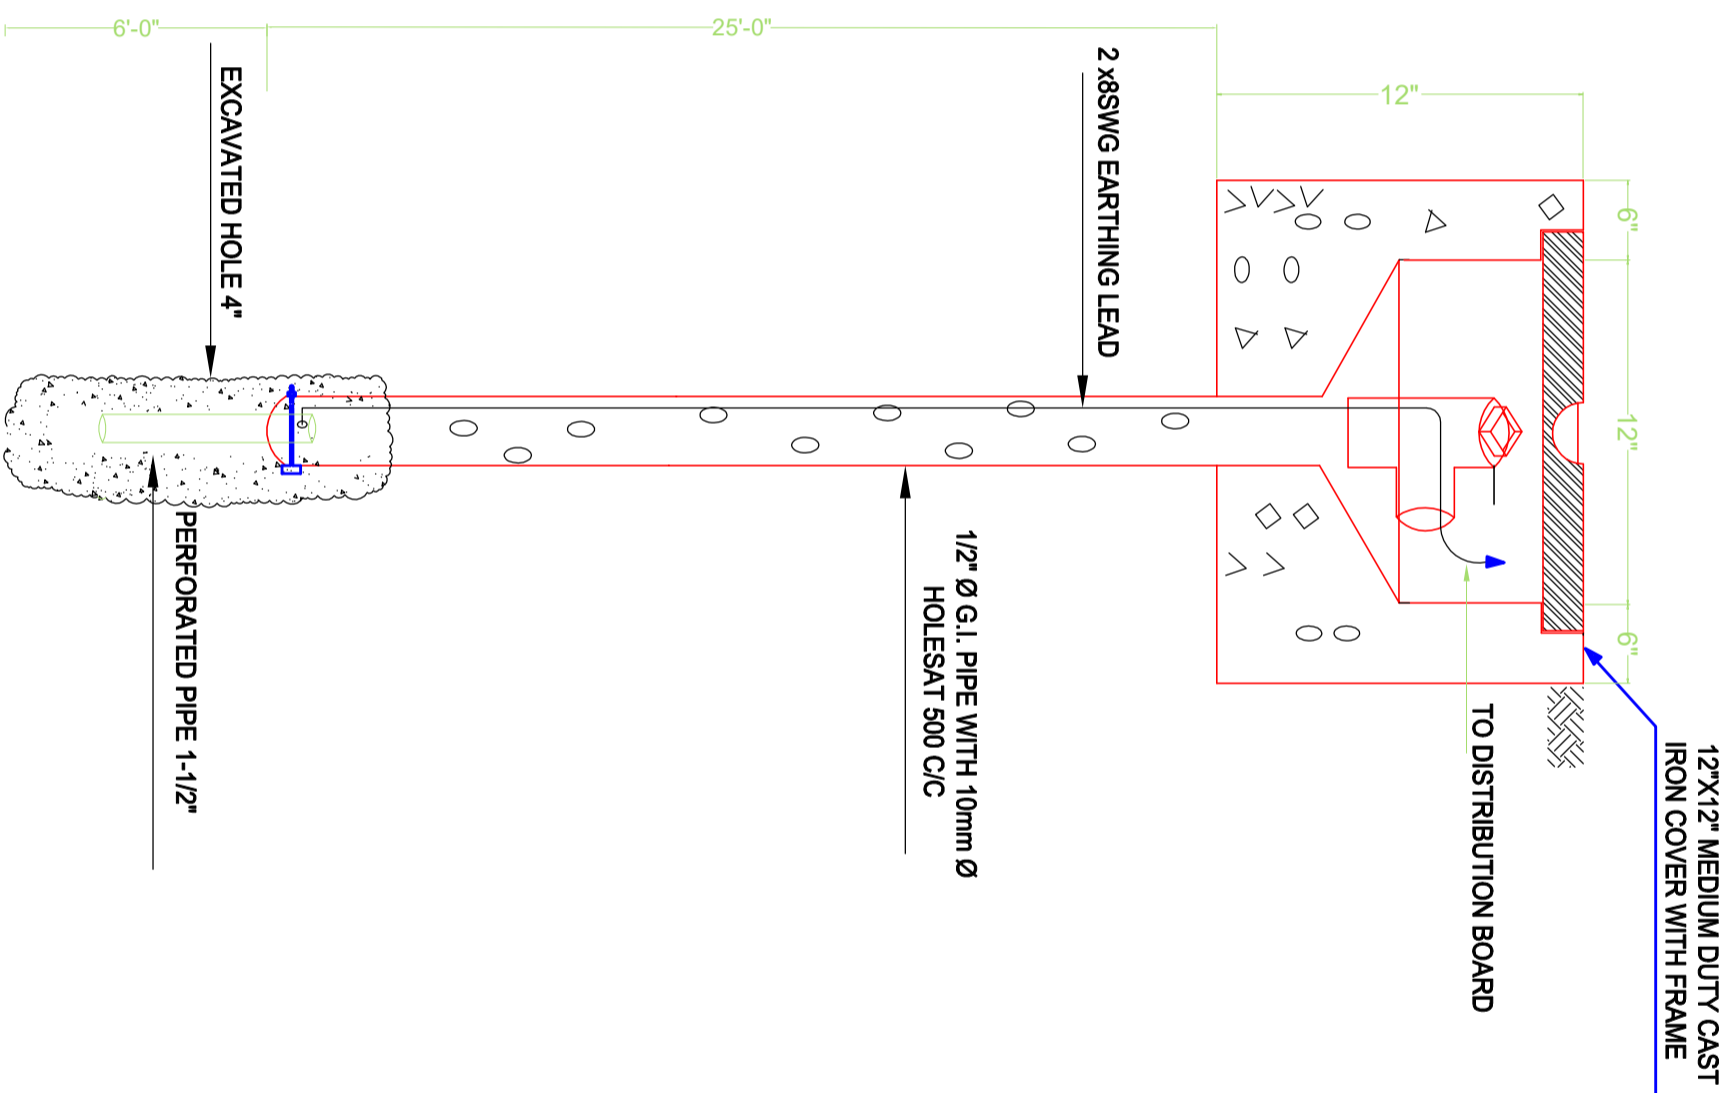 12"X12" MEDIUM DUTY CAST
IRON COVER WITH FRAME
6"
12"
6"
12"
TO DISTRIBUTION BOARD
2 x8SWG EARTHING LEAD
25'-0"
1/2" Ø G.I. PIPE WITH 10mm Ø
HOLESAT 500 C/C
EXCAVATED HOLE 4"
6'-0"
PERFORATED PIPE 1-1/2"